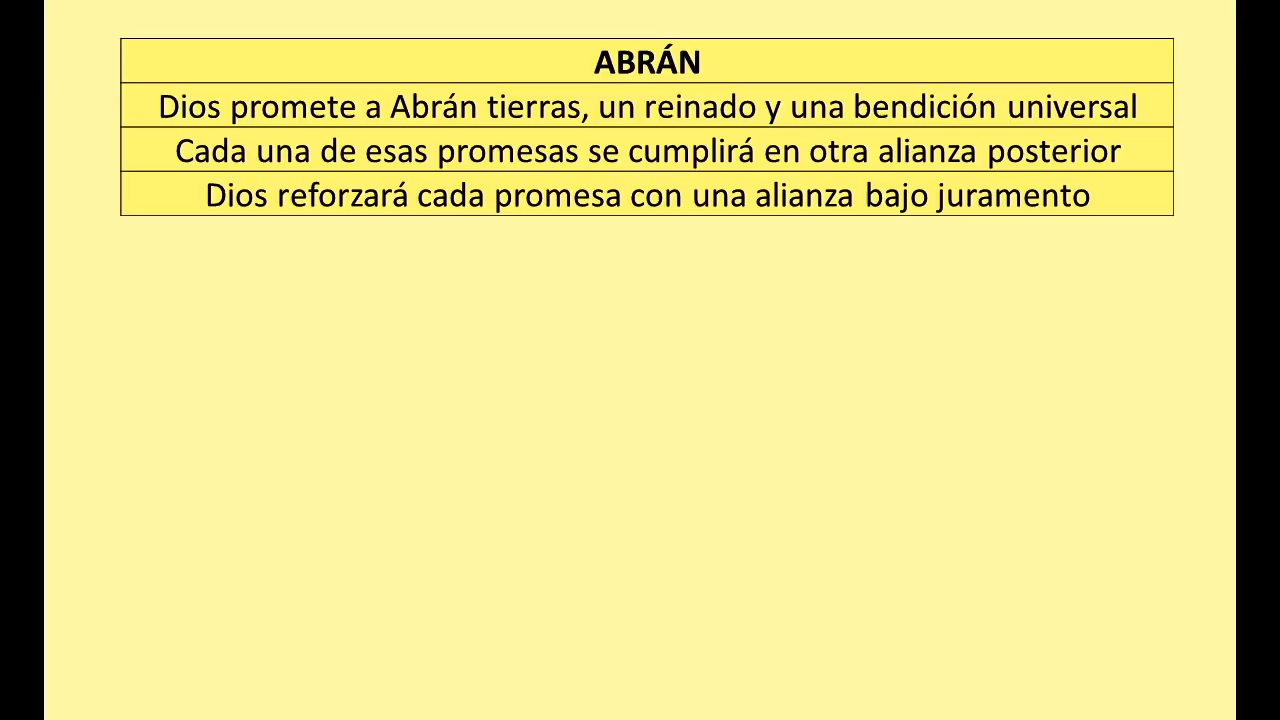 ABRÁN
Dios promete a Abrán tierras, un reinado y una bendición universal
Cada una de esas promesas se cumplirá en otra alianza posterior
Dios reforzará cada promesa con una alianza bajo juramento